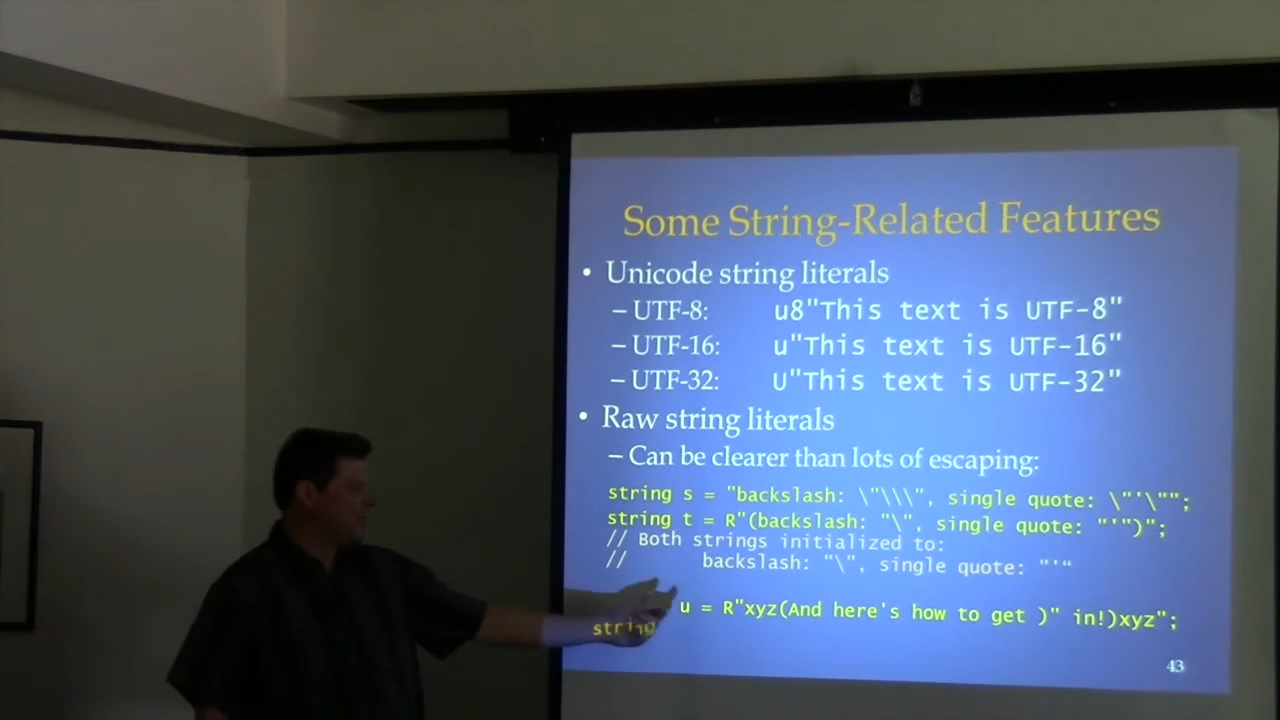 Some String-Related Features
• Unicode string literals
– UTF-8: u8"This text is UTF-8"
– UTF-16: u"This text is UTF-16"
– UTF-32: U"This text is UTF-32"
• Raw string literals
– Can be clearer than lots of escaping:
string s = "backslash: \"\\\", single quote: \"'\"";
string t = R"(backslash: "\", single quote: "'")";
// Both strings initialized to:
// backslash: "\", single quote: "'“
string u = R"xyz(And here's how to get )" in!)xyz";
43